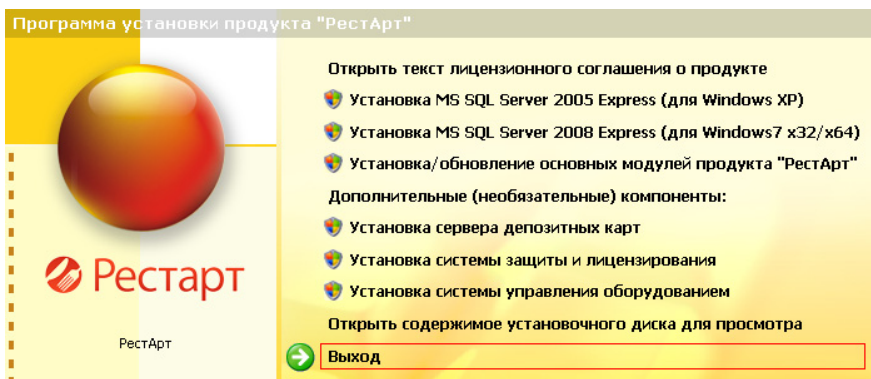 Программа установки продукта "РестАрт"
Открыть текст лицензионного соглашения о продукте
Установка MS SQL Server 2005 Express (для Windows XP)
Установка MS SQL Server 2008 Express (для Windows7 x32/x64)
Установка/обновление основных модулей продукта "РестАрт"
Дополнительные (необязательные) компоненты:
Установка сервера депозитных карт
Установка системы защиты и лицензирования
Установка системы управления оборудованием
Открыть содержимое установочного диска для просмотра
Выход
Рестарт
РестАрт